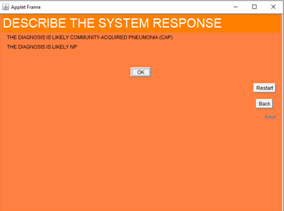 Applet Frame
DESCRIBE THE SYSTEM RESPONSE
THE DIAGNOSIS IS LIKELY COMMUNITY-ACQUIRED PNEUMONIA (CAP)
THE DIAGNOSIS IS LIKELY NP
OK
Restart
Back